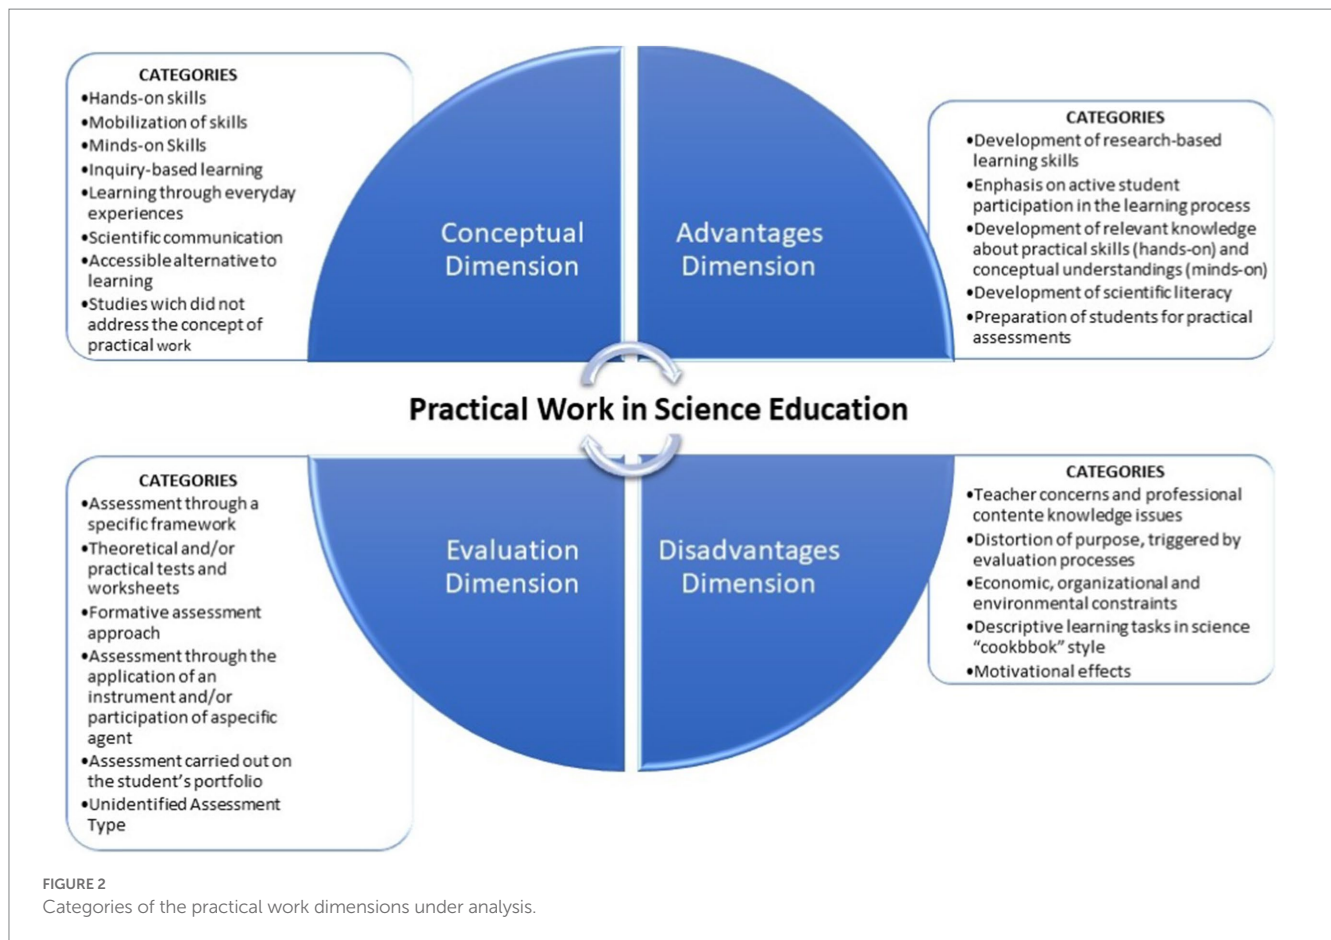 CATEGORIES
•Hands-on skills
•Mobilization of skills
•Minds-on Skills
•Inquiry-based learning
•Learning through everyday
experiences
•Scientific communication
•Accessible alternative to
learning
•Studies wich did not
address the concept of
practical work
Conceptual
Dimension
Advantages
Dimension
CATEGORIES
•Development of research-based
learning skills
•Enphasis on active student
participation in the learning process
•Development of relevant knowledge
about practical skills (hands-on) and
conceptual understandings (minds-on)
•Development of scientific literacy
•Preparation of students for practical
assessments
Practical Work in Science Education
CATEGORIES
•Assessment through a
specific framework
•Theoretical and/or
practical tests and
worksheets
•Formative assessment
approach
•Assessment through the
application of an
instrument and/or
participation of aspecific
agent
•Assessment carried out on
the student's portfolio
•Unidentified Assessment
Type
Evaluation
Dimension
Disadvantages
Dimension
CATEGORIES
•Teacher concerns and professional
contente knowledge issues
•Distortion of purpose, triggered by
evaluation processes
•Economic, organizational and
environmental constraints
•Descriptive learning tasks in science
“cookbbok” style
•Motivational effects
FIGURE 2
Categories of the practical work dimensions under analysis.